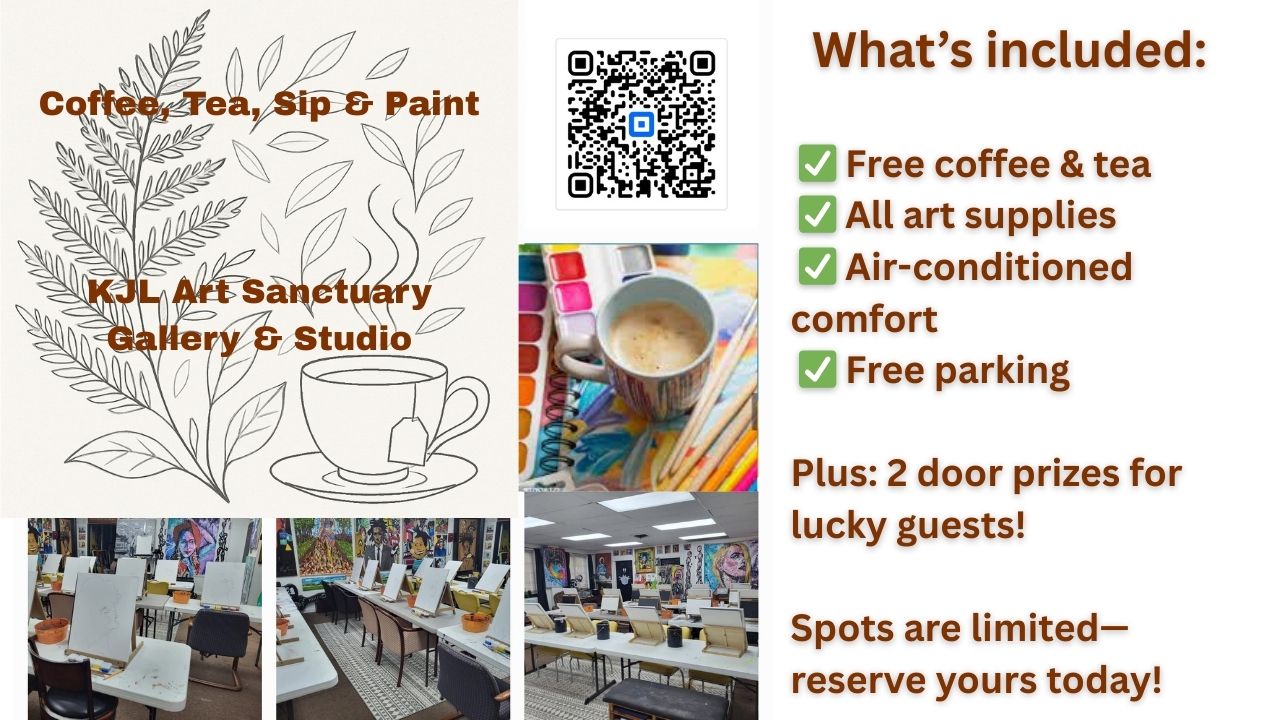 Coffee, Tea, Sip & Paint
KJL Art Sanctuary
Gallery & Studio
What's included:
✅ Free coffee & tea
✅ All art supplies
✅ Air-conditioned
comfort
✅ Free parking
Plus: 2 door prizes for
lucky guests!
Spots are limited—
reserve yours today!